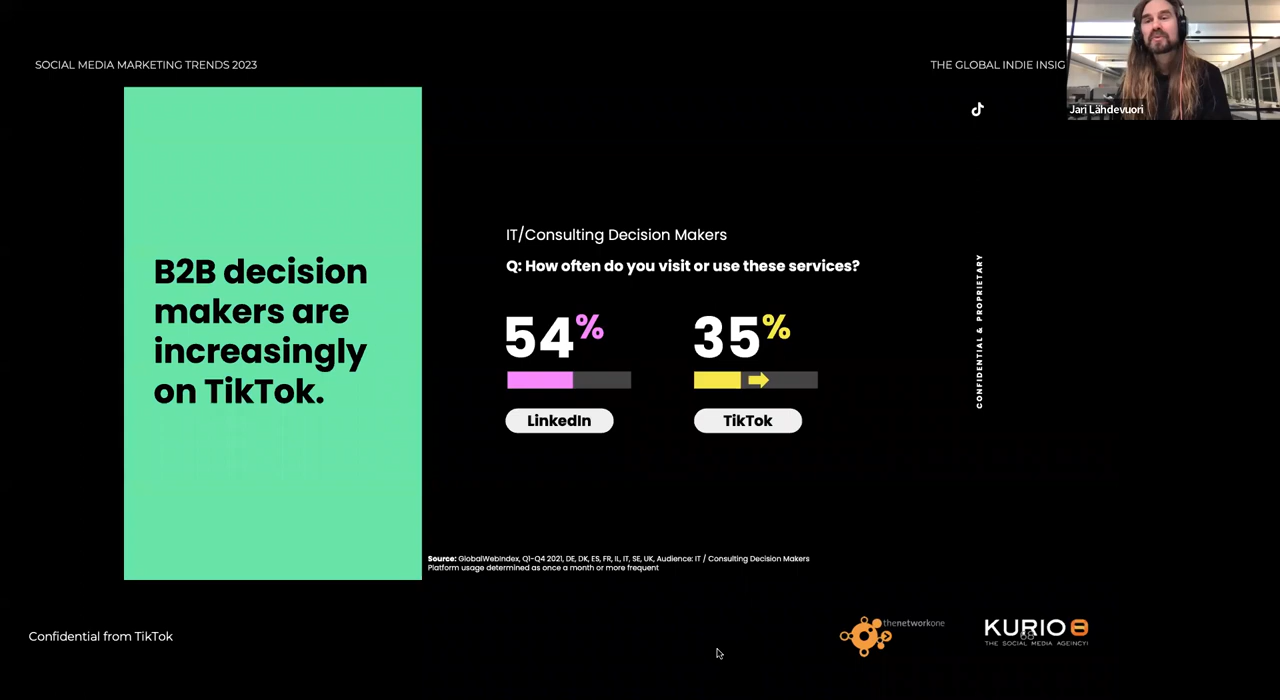 SOCIAL MEDIA MARKETING TRENDS 2023
THE GLOBAL INDIE INSIG
Jari Lähdevuori
B2B decision
makers are
increasingly
on TikTok.
IT/Consulting Decision Makers
Q: How often do you visit or use these services?
54%
35%
LinkedIn
TikTok
CONFIDENTIAL & PROPRIETARY
Source: GlobalWebIndex, Q1-Q4 2021, DE, DK, ES, FR, IL, IT, SE, UK, Audience: IT / Consulting Decision Makers
Platform usage determined as once a month or more frequent
Confidential from TikTok
thenetworkone
KURIO
68
THE SOCIAL MEDIA AGEINCY!